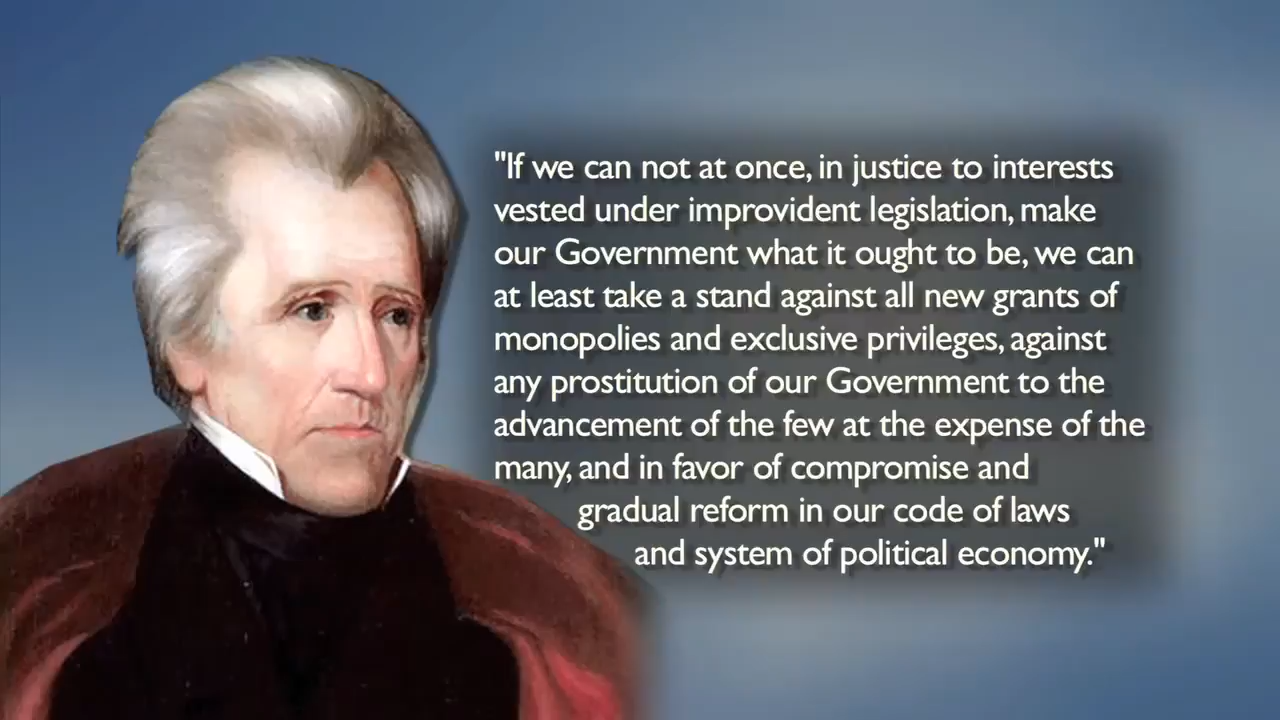 "If we can not at once, in justice to interests
vested under improvident legislation, make
our Government what it ought to be, we can
at least take a stand against all new grants of
monopolies and exclusive privileges, against
any prostitution of our Government to the
advancement of the few at the expense of the
many, and in favor of compromise and
gradual reform in our code of laws
and system of political economy."